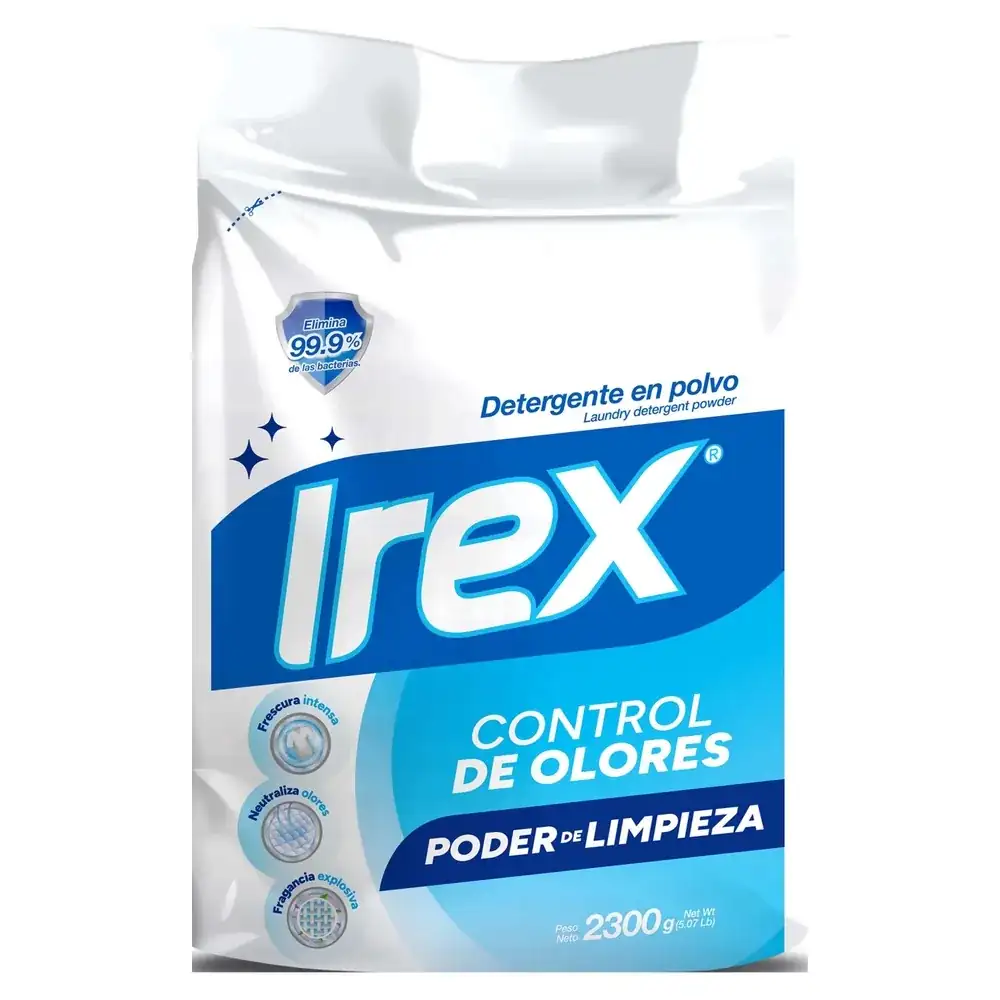 Elimina
99.9%
de las bacterias.
Detergente en polvo
Laundry detergent powder
Irex®
Frescura intensa
CONTROL
DE OLORES
Neutraliza olores
PODER DE LIMPIEZA
Fragancia explosiva
Peso Neto 2300g Net Wt (5.07 Lb)